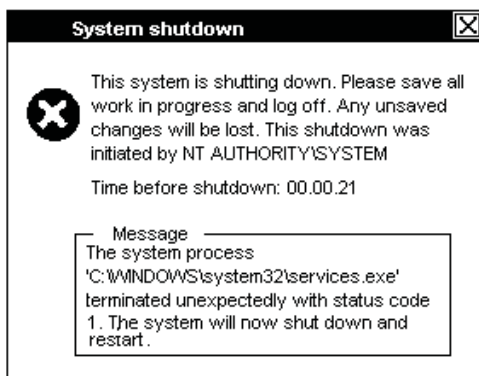 System shutdown
This system is shutting down. Please save all
work in progress and log off. Any unsaved
changes will be lost. This shutdown was
initiated by NT AUTHORITY\SYSTEM
Time before shutdown: 00.00.21
Message
The system process
'C:\WINDOWS\system32\services.exe'
terminated unexpectedly with status code
1. The system will now shut down and
restart.